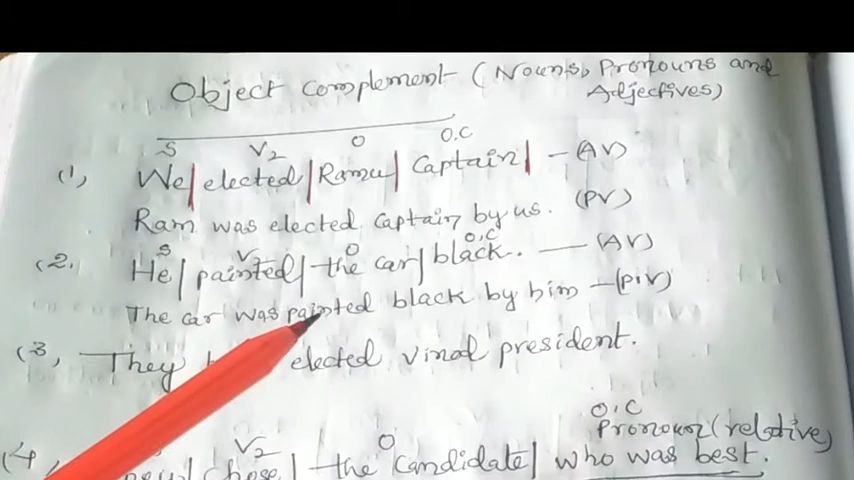 Object Complement (Nouns, Pronouns and
Adjectives)
S V2 O O.C
(1) We | elected | Ramu | Captain | - (AV)
Ram was elected captain by us. (PV)
S V O O.C
(2. He | painted | the car | black. — (AV)
The car was painted black by him - (P.V)
(3, They elected vinod president.
O.C
V2 O Pronoun (relative)
(4, chose | the candidate | who was best.